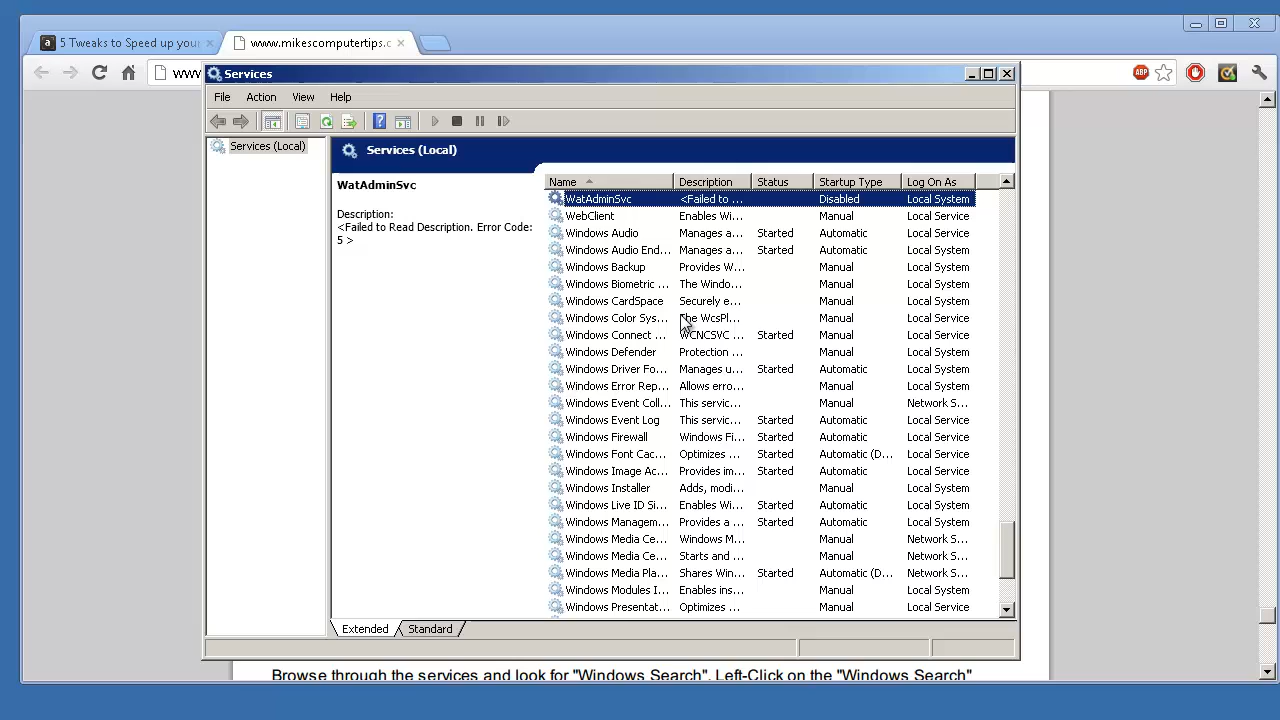 5 Tweaks to Speed up your
www.mikescomputertips.c
www
ABP
Services
File Action View Help
Services (Local)
Services (Local)
WatAdminSvc
Description:
<Failed to Read Description. Error Code:
5 >
Name Description Status Startup Type Log On As
WatAdminSvc <Failed to ... Disabled Local System
WebClient Enables Wi... Manual Local Service
Windows Audio Manages a... Started Automatic Local Service
Windows Audio End... Manages a... Started Automatic Local System
Windows Backup Provides W... Manual Local System
Windows Biometric ... The Windo... Manual Local System
Windows CardSpace Securely e... Manual Local System
Windows Color Sys... The WcsPl... Manual Local Service
Windows Connect ... WCNCSVC ... Started Manual Local Service
Windows Defender Protection ... Manual Local System
Windows Driver Fo... Manages u... Started Automatic Local System
Windows Error Rep... Allows erro... Manual Local System
Windows Event Coll... This servic... Manual Network S...
Windows Event Log This servic... Started Automatic Local Service
Windows Firewall Windows Fi... Started Automatic Local Service
Windows Font Cac... Optimizes ... Started Automatic (D... Local Service
Windows Image Ac... Provides im... Started Automatic Local Service
Windows Installer Adds, modi... Manual Local System
Windows Live ID Si... Enables Wi... Started Automatic Local System
Windows Managem... Provides a ... Started Automatic Local System
Windows Media Ce... Windows M... Manual Network S...
Windows Media Ce... Starts and ... Manual Network S...
Windows Media Pla... Shares Win... Started Automatic (D... Network S...
Windows Modules I... Enables ins... Manual Local System
Windows Presentat... Optimizes ... Manual Local Service
Extended Standard
Browse through the services and look for "Windows Search". Left-Click on the "Windows Search"